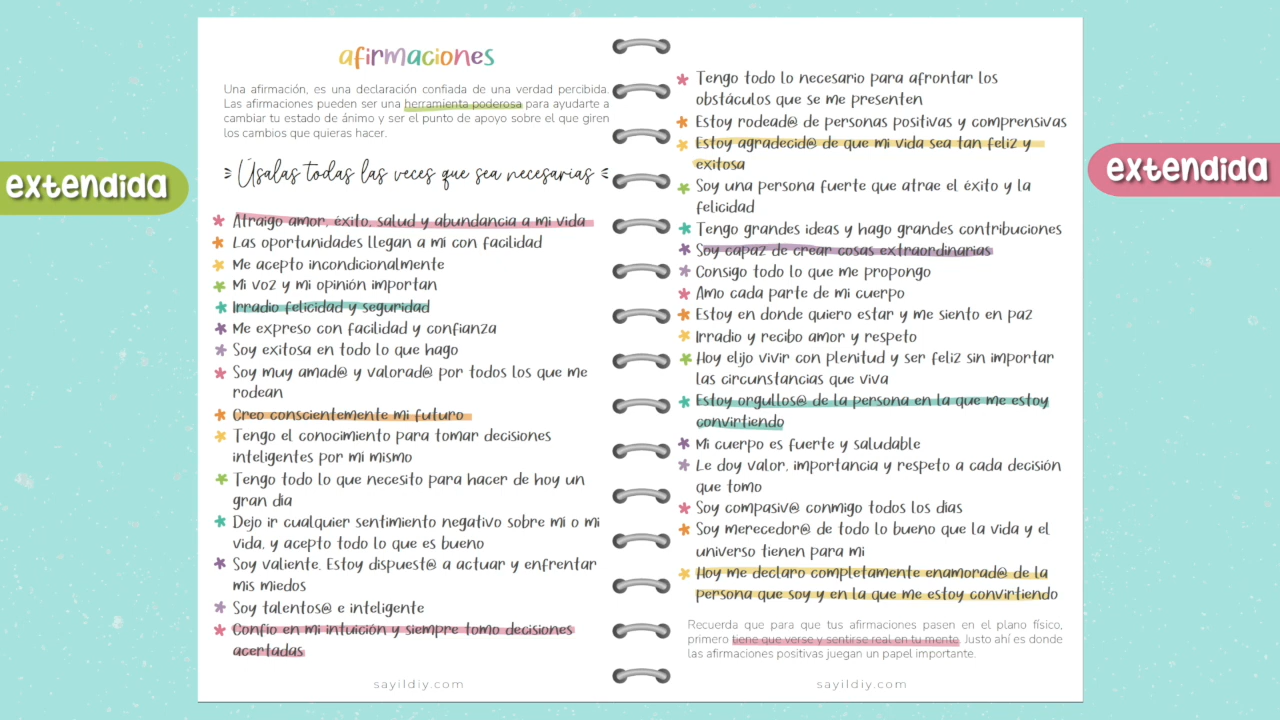 afirmaciones
Una afirmación, es una declaración confiada de una verdad percibida.
Las afirmaciones pueden ser una herramienta poderosa para ayudarte a
cambiar tu estado de ánimo y ser el punto de apoyo sobre el que giren
los cambios que quieras hacer.
Úsalas todas las veces que sea necesarias
extendida
Atraigo amor, éxito, salud y abundancia a mi vida
Las oportunidades llegan a mí con facilidad
Me acepto incondicionalmente
Mi voz y mi opinión importan
Irradio felicidad y seguridad
Me expreso con facilidad y confianza
Soy exitosa en todo lo que hago
Soy muy amad@ y valorad@ por todos los que me
rodean
Creo conscientemente mi futuro
Tengo el conocimiento para tomar decisiones
inteligentes por mí mismo
Tengo todo lo que necesito para hacer de hoy un
gran día
Dejo ir cualquier sentimiento negativo sobre mí o mi
vida, y acepto todo lo que es bueno
Soy valiente. Estoy dispuest@ a actuar y enfrentar
mis miedos
Soy talentos@ e inteligente
Confío en mi intuición y siempre tomo decisiones
acertadas
sayildiy.com
Tengo todo lo necesario para afrontar los
obstáculos que se me presenten
Estoy rodead@ de personas positivas y comprensivas
Estoy agradecid@ de que mi vida sea tan feliz y
exitosa
Soy una persona fuerte que atrae el éxito y la
felicidad
Tengo grandes ideas y hago grandes contribuciones
Soy capaz de crear cosas extraordinarias
Consigo todo lo que me propongo
Amo cada parte de mi cuerpo
Estoy en donde quiero estar y me siento en paz
Irradio y recibo amor y respeto
Hoy elijo vivir con plenitud y ser feliz sin importar
las circunstancias que viva
Estoy orgullos@ de la persona en la que me estoy
convirtiendo
Mi cuerpo es fuerte y saludable
Le doy valor, importancia y respeto a cada decisión
que tomo
Soy compasiv@ conmigo todos los días
Soy merecedor@ de todo lo bueno que la vida y el
universo tienen para mí
Hoy me declaro completamente enamorad@ de la
persona que soy y en la que me estoy convirtiendo
Recuerda que para que tus afirmaciones pasen en el plano físico,
primero tiene que verse y sentirse real en tu mente. Justo ahí es donde
las afirmaciones positivas juegan un papel importante.
sayildiy.com
extendida